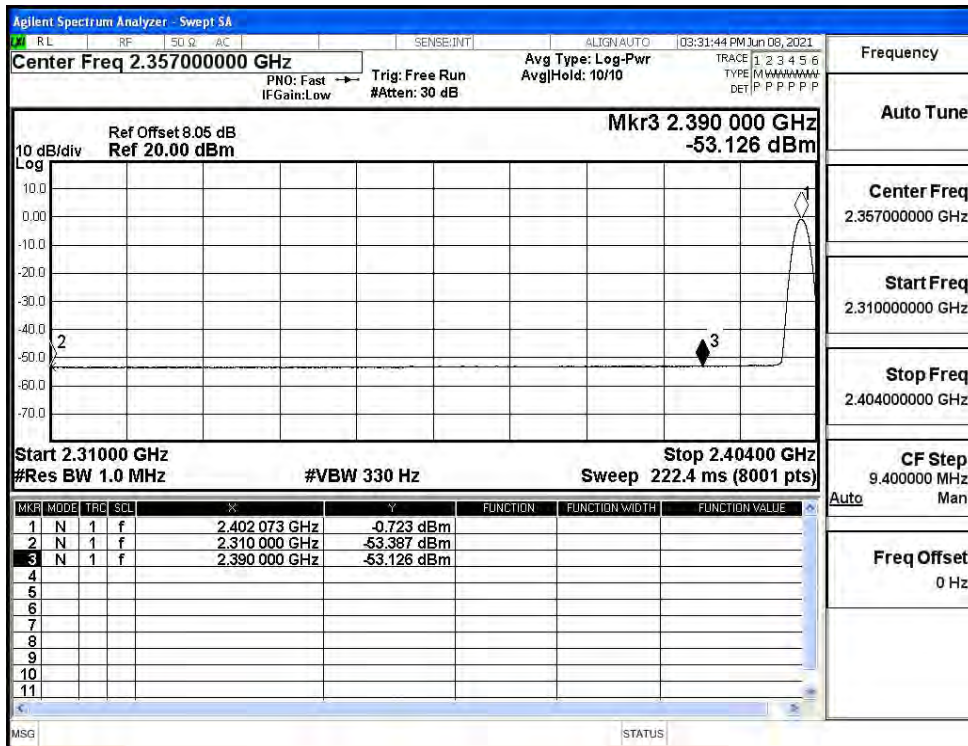 Agilent Spectrum Analyzer - Swept SA
RL RF 50 Ω AC SENSE:INT ALIGN AUTO 03:31:44 PM Jun 08, 2021
Center Freq 2.357000000 GHz
PNO: Fast
IFGain:Low
Trig: Free Run
#Atten: 30 dB
Avg Type: Log-Pwr
Avg|Hold: 10/10
TRACE 1 2 3 4 5 6
TYPE M WWWWW
DET P P P P P P
Ref Offset 8.05 dB
10 dB/div Ref 20.00 dBm
Log
Mkr3 2.390 000 GHz
-53.126 dBm
10.0
0.00
-10.0
-20.0
-30.0
-40.0
-50.0
-60.0
-70.0
1
2
3
Start 2.31000 GHz Stop 2.40400 GHz
#Res BW 1.0 MHz #VBW 330 Hz Sweep 222.4 ms (8001 pts)
MKR MODE TRC SCL X Y FUNCTION FUNCTION WIDTH FUNCTION VALUE
1 N 1 f 2.402 073 GHz -0.723 dBm
2 N 1 f 2.310 000 GHz -53.387 dBm
3 N 1 f 2.390 000 GHz -53.126 dBm
4
5
6
7
8
9
10
11
MSG STATUS
Frequency
Auto Tune
Center Freq
2.357000000 GHz
Start Freq
2.310000000 GHz
Stop Freq
2.404000000 GHz
CF Step
9.400000 MHz
Auto Man
Freq Offset
0 Hz